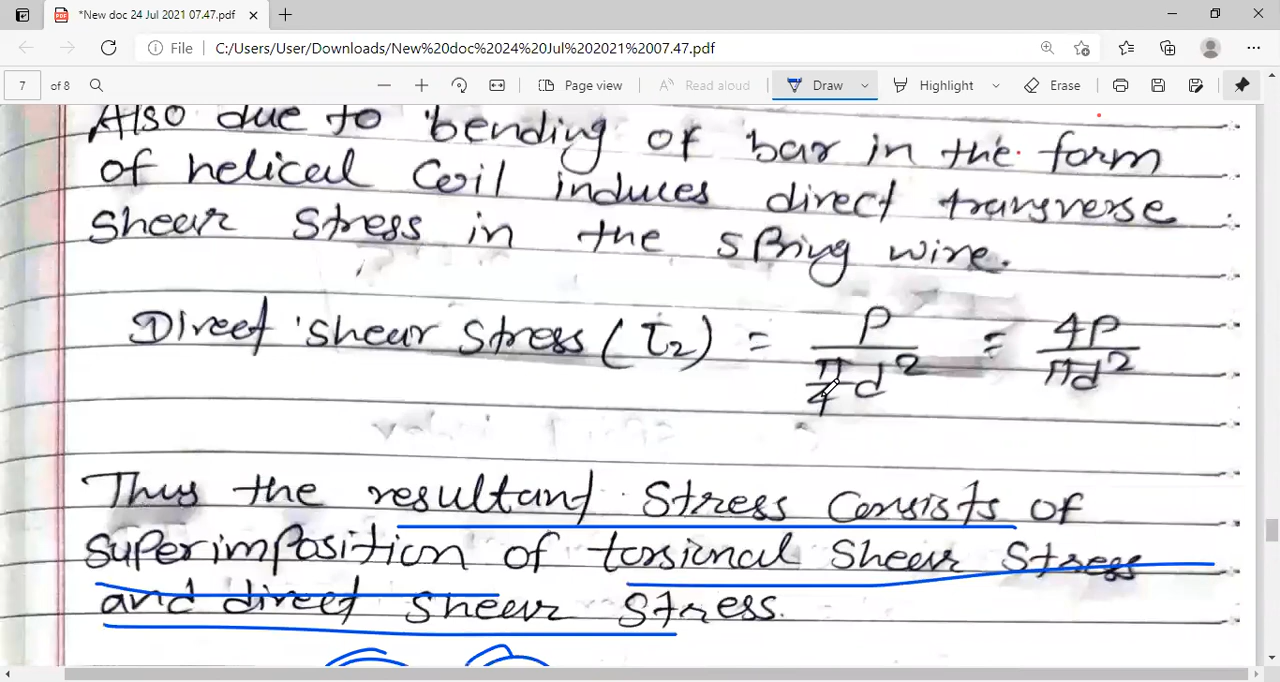 *New doc 24 Jul 2021 07.47.pdf
File C:/Users/User/Downloads/New%20doc%2024%20Jul%202021%2007.47.pdf
7 of 8 Page view Read aloud Draw Highlight Erase
Also due to bending of bar in the form
of helical Coil induces direct transverse
shear stress in the spring wire.
Direct shear stress (τ₂) = P / (π/4 d²) = 4P / πd²
Thus the resultant stress consists of
superimposition of torsional shear stress
and direct shear stress.